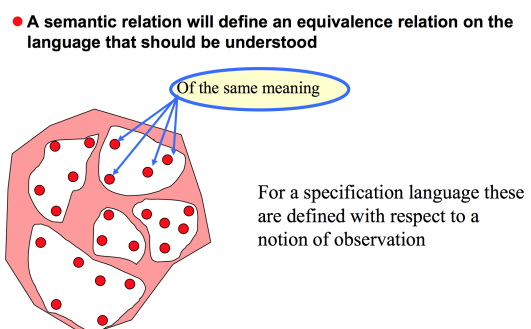 A semantic relation will define an equivalence relation on the
language that should be understood
Of the same meaning
For a specification language these
are defined with respect to a
notion of observation